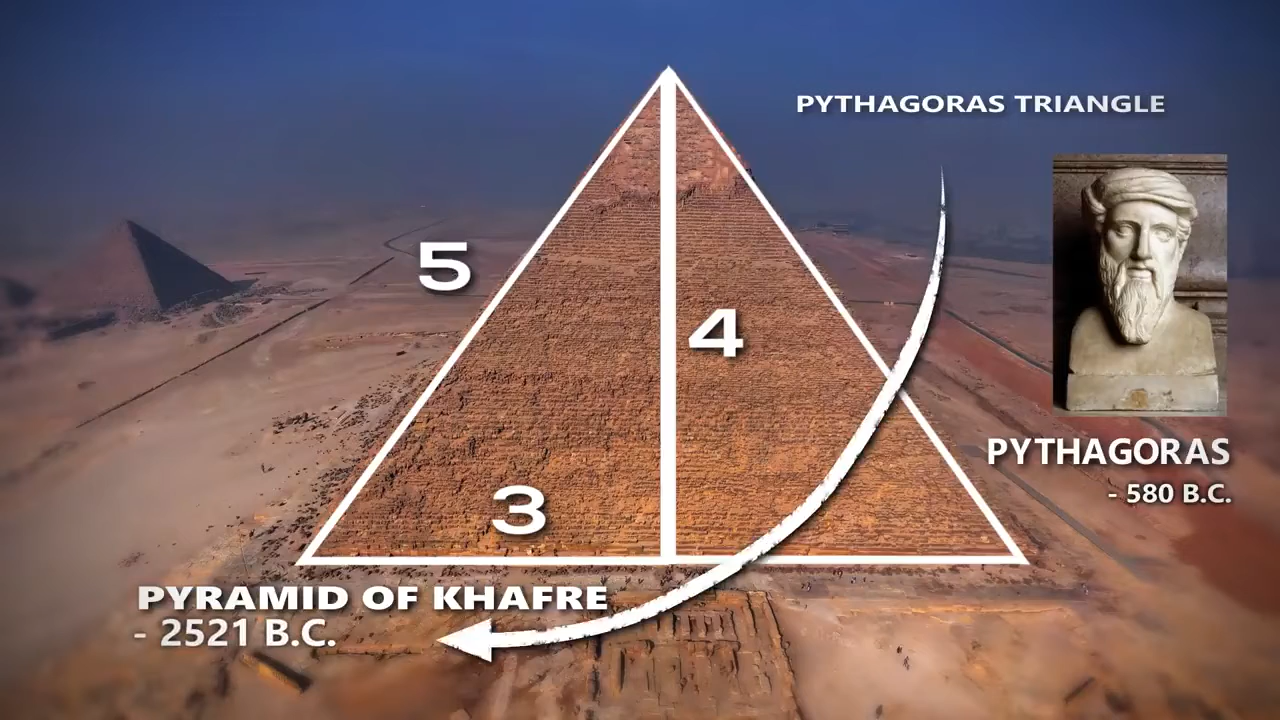 PYTHAGORAS TRIANGLE
5
4
3
PYTHAGORAS
- 580 B.C.
PYRAMID OF KHAFRE
- 2521 B.C.